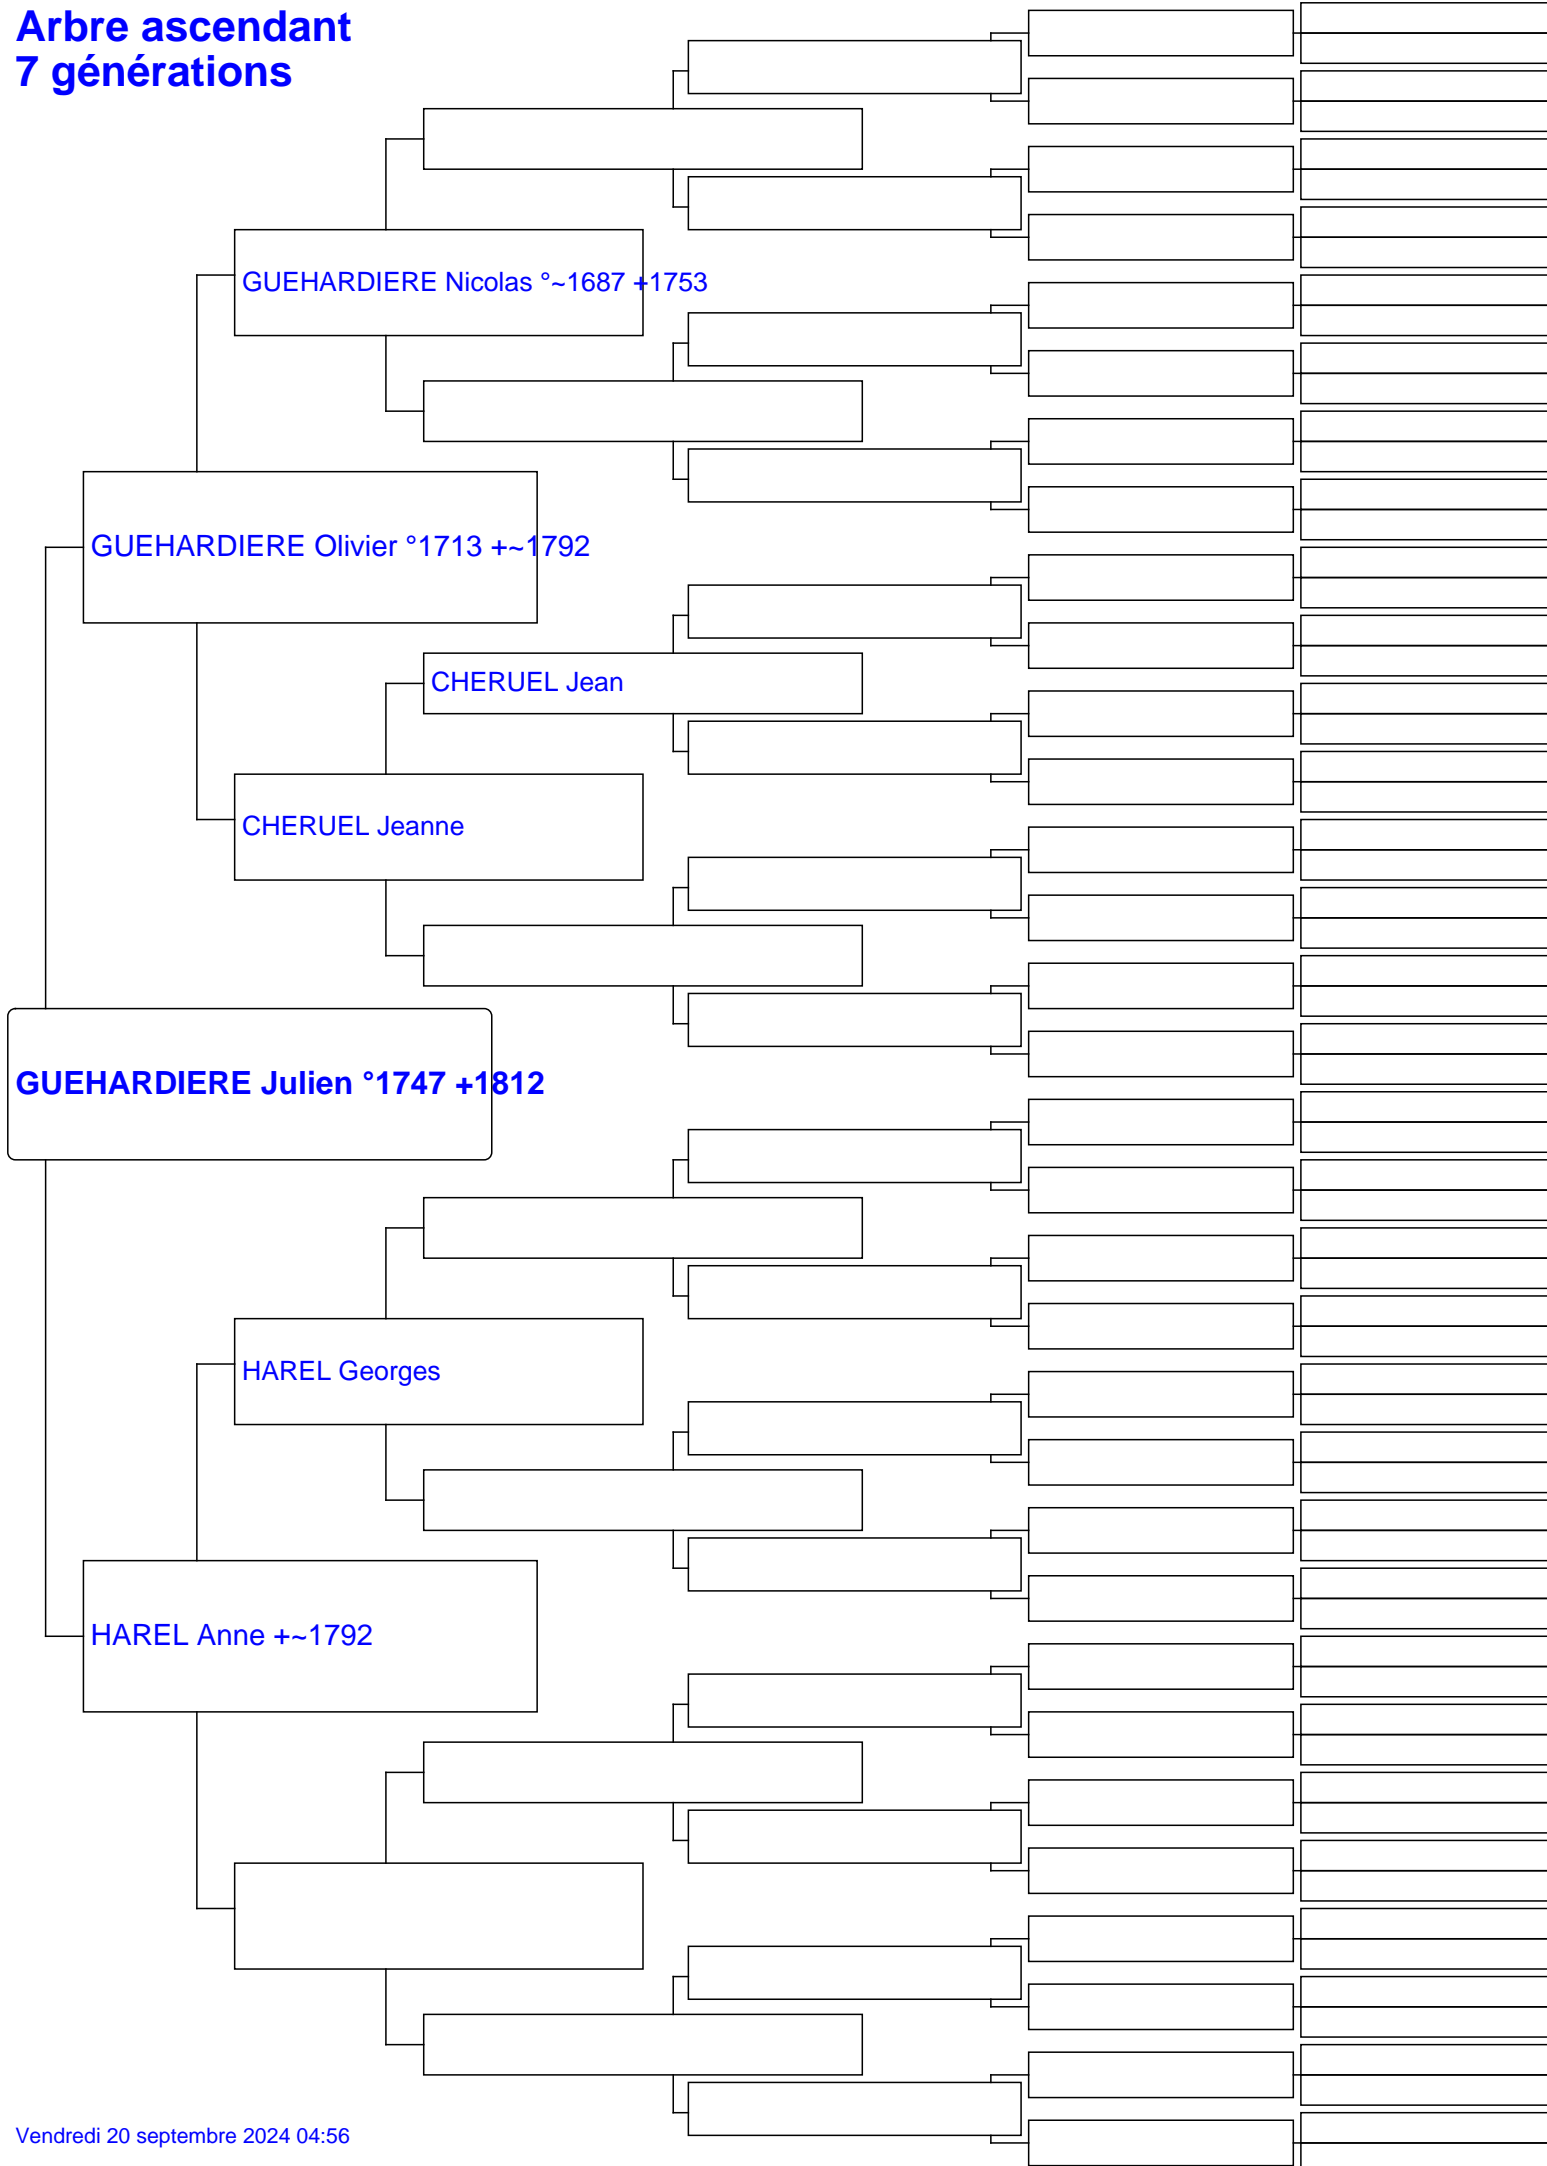 Arbre ascendant
7 générations
GUEHARDIERE Nicolas °~1687 +1753
GUEHARDIERE Olivier °1713 +~1792
CHERUEL Jean
CHERUEL Jeanne
GUEHARDIERE Julien °1747 +1812
HAREL Georges
HAREL Anne +~1792
Vendredi 20 septembre 2024 04:56